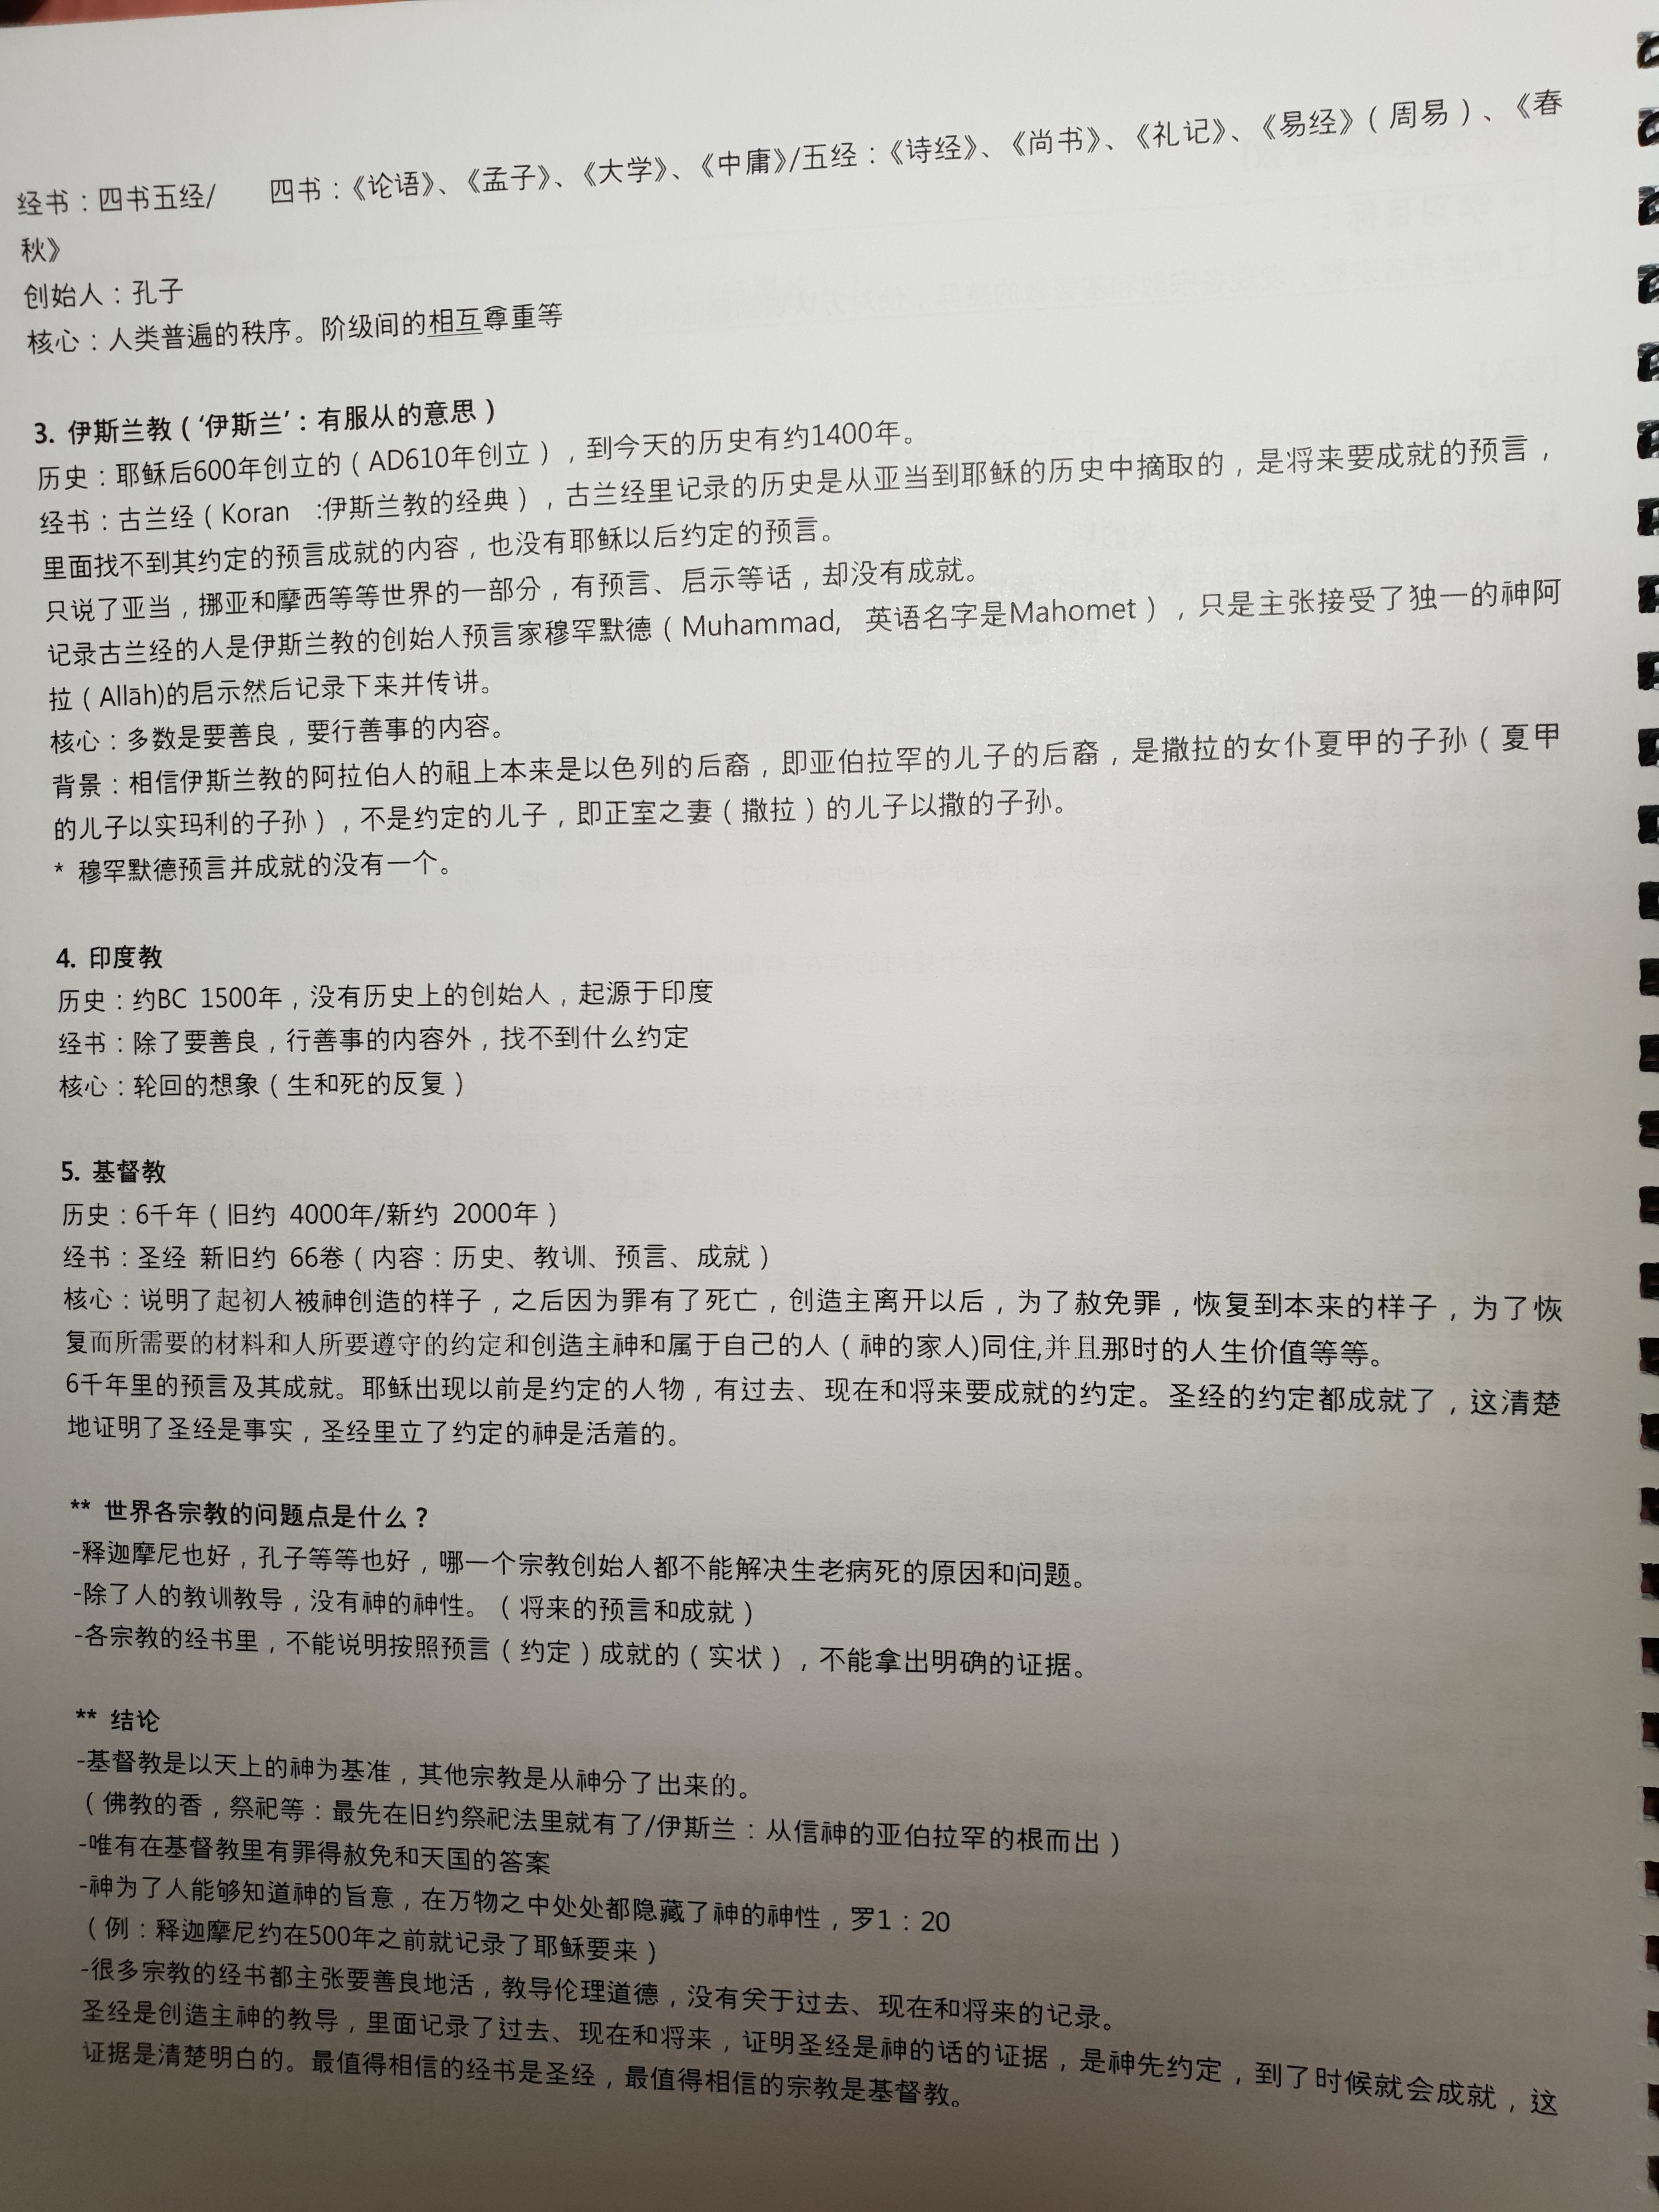 经书：四书五经/　　四书：《论语》、《孟子》、《大学》、《中庸》/五经：《诗经》、《尚书》、《礼记》、《易经》（周易）、《春
秋》
创始人：孔子
核心：人类普遍的秩序。阶级间的相互尊重等
3. 伊斯兰教（‘伊斯兰’：有服从的意思）
历史：耶稣后600年创立的（AD610年创立），到今天的历史有约1400年。
经书：古兰经（Koran :伊斯兰教的经典），古兰经里记录的历史是从亚当到耶稣的历史中摘取的，是将来要成就的预言，
里面找不到其约定的预言成就的内容，也没有耶稣以后约定的预言。
只说了亚当，挪亚和摩西等等世界的一部分，有预言、启示等话，却没有成就。
记录古兰经的人是伊斯兰教的创始人预言家穆罕默德（Muhammad, 英语名字是Mahomet），只是主张接受了独一的神阿
拉（Allāh)的启示然后记录下来并传讲。
核心：多数是要善良，要行善事的内容。
背景：相信伊斯兰教的阿拉伯人的祖上本来是以色列的后裔，即亚伯拉罕的儿子的后裔，是撒拉的女仆夏甲的子孙（夏甲
的儿子以实玛利的子孙），不是约定的儿子，即正室之妻（撒拉）的儿子以撒的子孙。
* 穆罕默德预言并成就的没有一个。
4. 印度教
历史：约BC 1500年，没有历史上的创始人，起源于印度
经书：除了要善良，行善事的内容外，找不到什么约定
核心：轮回的想象（生和死的反复）
5. 基督教
历史：6千年（旧约 4000年/新约 2000年）
经书：圣经 新旧约 66卷（内容：历史、教训、预言、成就）
核心：说明了起初人被神创造的样子，之后因为罪有了死亡，创造主离开以后，为了赦免罪，恢复到本来的样子，为了恢
复而所需要的材料和人所要遵守的约定和创造主神和属于自己的人（神的家人)同住,并且那时的人生价值等等。
6千年里的预言及其成就。耶稣出现以前是约定的人物，有过去、现在和将来要成就的约定。圣经的约定都成就了，这清楚
地证明了圣经是事实，圣经里立了约定的神是活着的。
** 世界各宗教的问题点是什么？
-释迦摩尼也好，孔子等等也好，哪一个宗教创始人都不能解决生老病死的原因和问题。
-除了人的教训教导，没有神的神性。（将来的预言和成就）
-各宗教的经书里，不能说明按照预言（约定）成就的（实状），不能拿出明确的证据。
** 结论
-基督教是以天上的神为基准，其他宗教是从神分了出来的。
（佛教的香，祭祀等：最先在旧约祭祀法里就有了/伊斯兰：从信神的亚伯拉罕的根而出）
-唯有在基督教里有罪得赦免和天国的答案
-神为了人能够知道神的旨意，在万物之中处处都隐藏了神的神性，罗1：20
（例：释迦摩尼约在500年之前就记录了耶稣要来）
-很多宗教的经书都主张要善良地活，教导伦理道德，没有关于过去、现在和将来的记录。
圣经是创造主神的教导，里面记录了过去、现在和将来，证明圣经是神的话的证据，是神先约定，到了时候就会成就，这
证据是清楚明白的。最值得相信的经书是圣经，最值得相信的宗教是基督教。